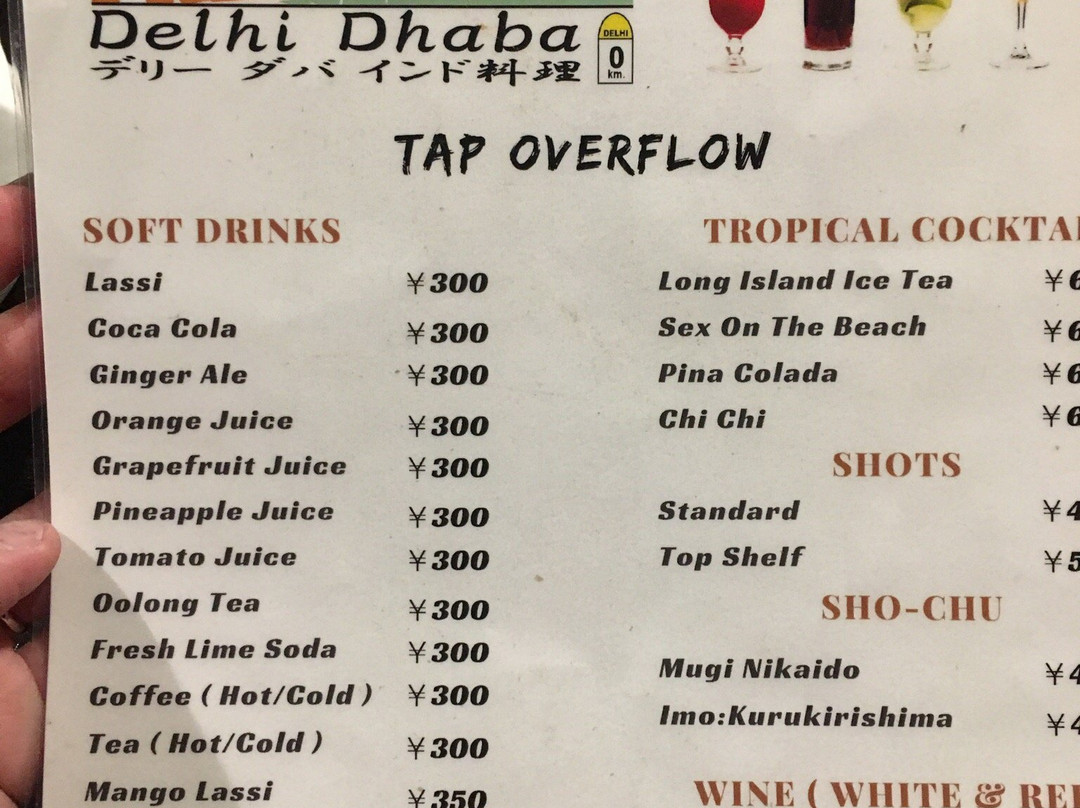 Delhi Dhaba
デリー ダバ インド料理
DELHI
0
km.
TAP OVERFLOW
SOFT DRINKS
Lassi ¥300
Coca Cola ¥300
Ginger Ale ¥300
Orange Juice ¥300
Grapefruit Juice ¥300
Pineapple Juice ¥300
Tomato Juice ¥300
Oolong Tea ¥300
Fresh Lime Soda ¥300
Coffee ( Hot/Cold ) ¥300
Tea ( Hot/Cold ) ¥300
Mango Lassi ¥350
TROPICAL
Long Island Ice Tea
Sex On The Beach
Pina Colada
Chi Chi
SHOTS
Standard
Top Shelf
SHO-CHU
Mugi Nikaido
Imo:Kurukirishima
WINE ( WHITE &